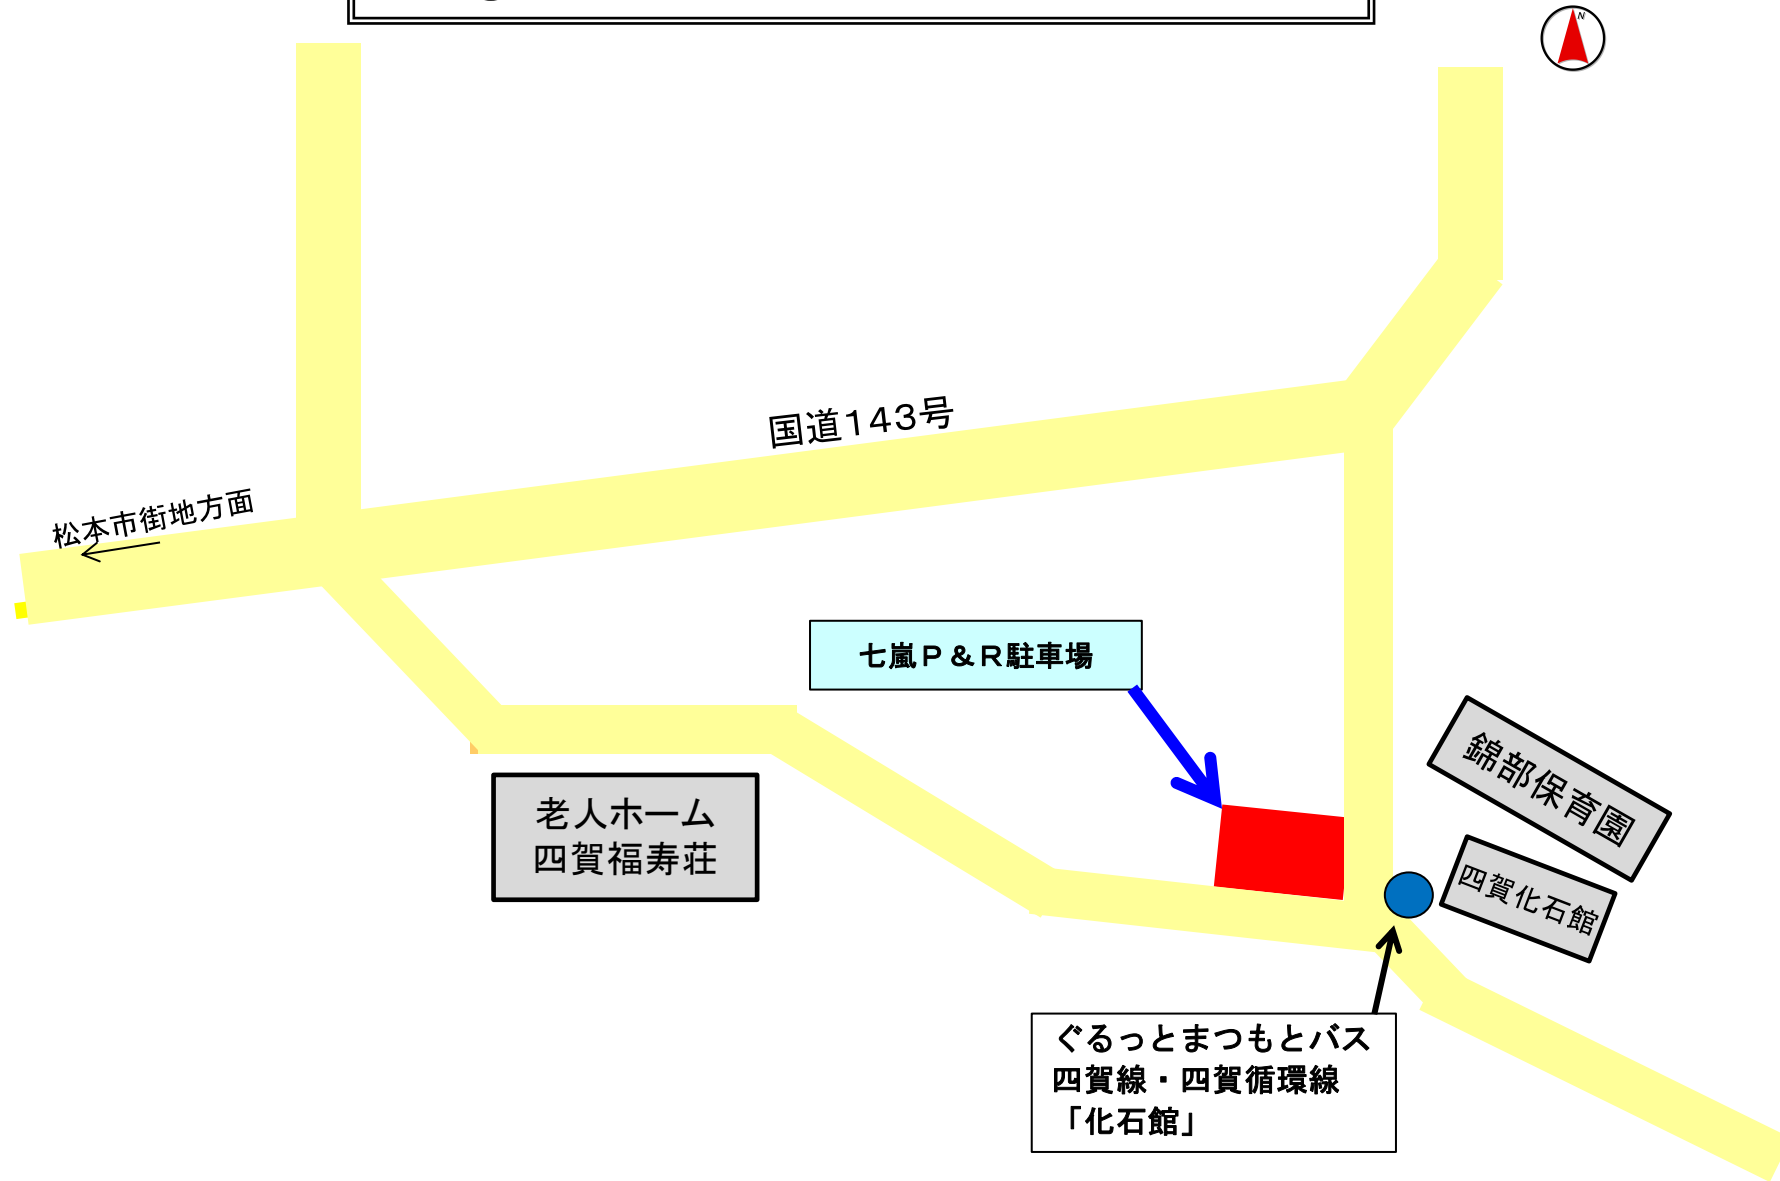 N
国道143号
松本市街地方面
七嵐P&R駐車場
錦部保育園
老人ホーム
四賀福寿荘
四賀化石館
ぐるっとまつもとバス
四賀線・四賀循環線
「化石館」